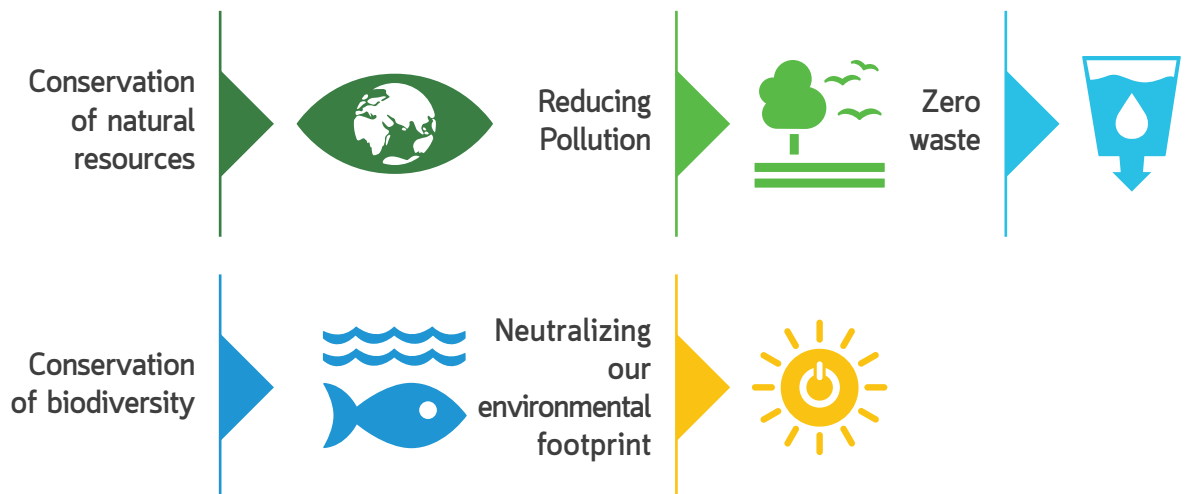 Conservation
of natural
resources
Reducing
Pollution
Zero
waste
Conservation
of biodiversity
Neutralizing
our
environmental
footprint